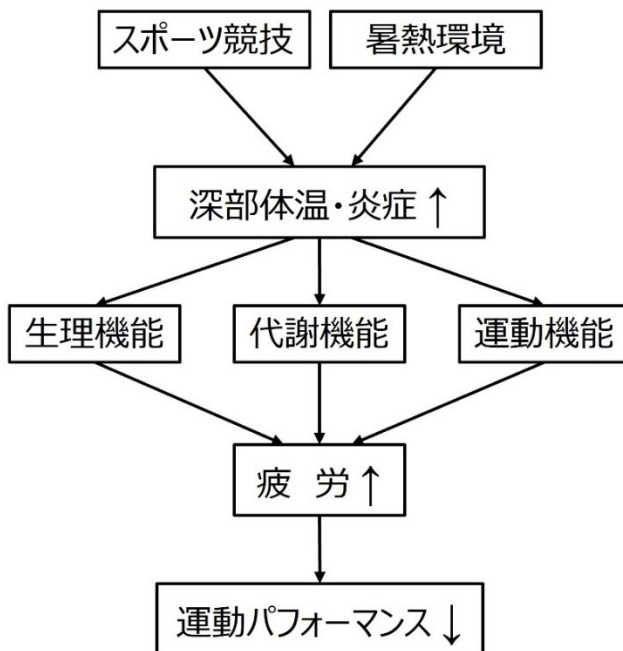 スポーツ競技
暑熱環境
深部体温・炎症↑
生理機能
代謝機能
運動機能
疲 労↑
運動パフォーマンス↓